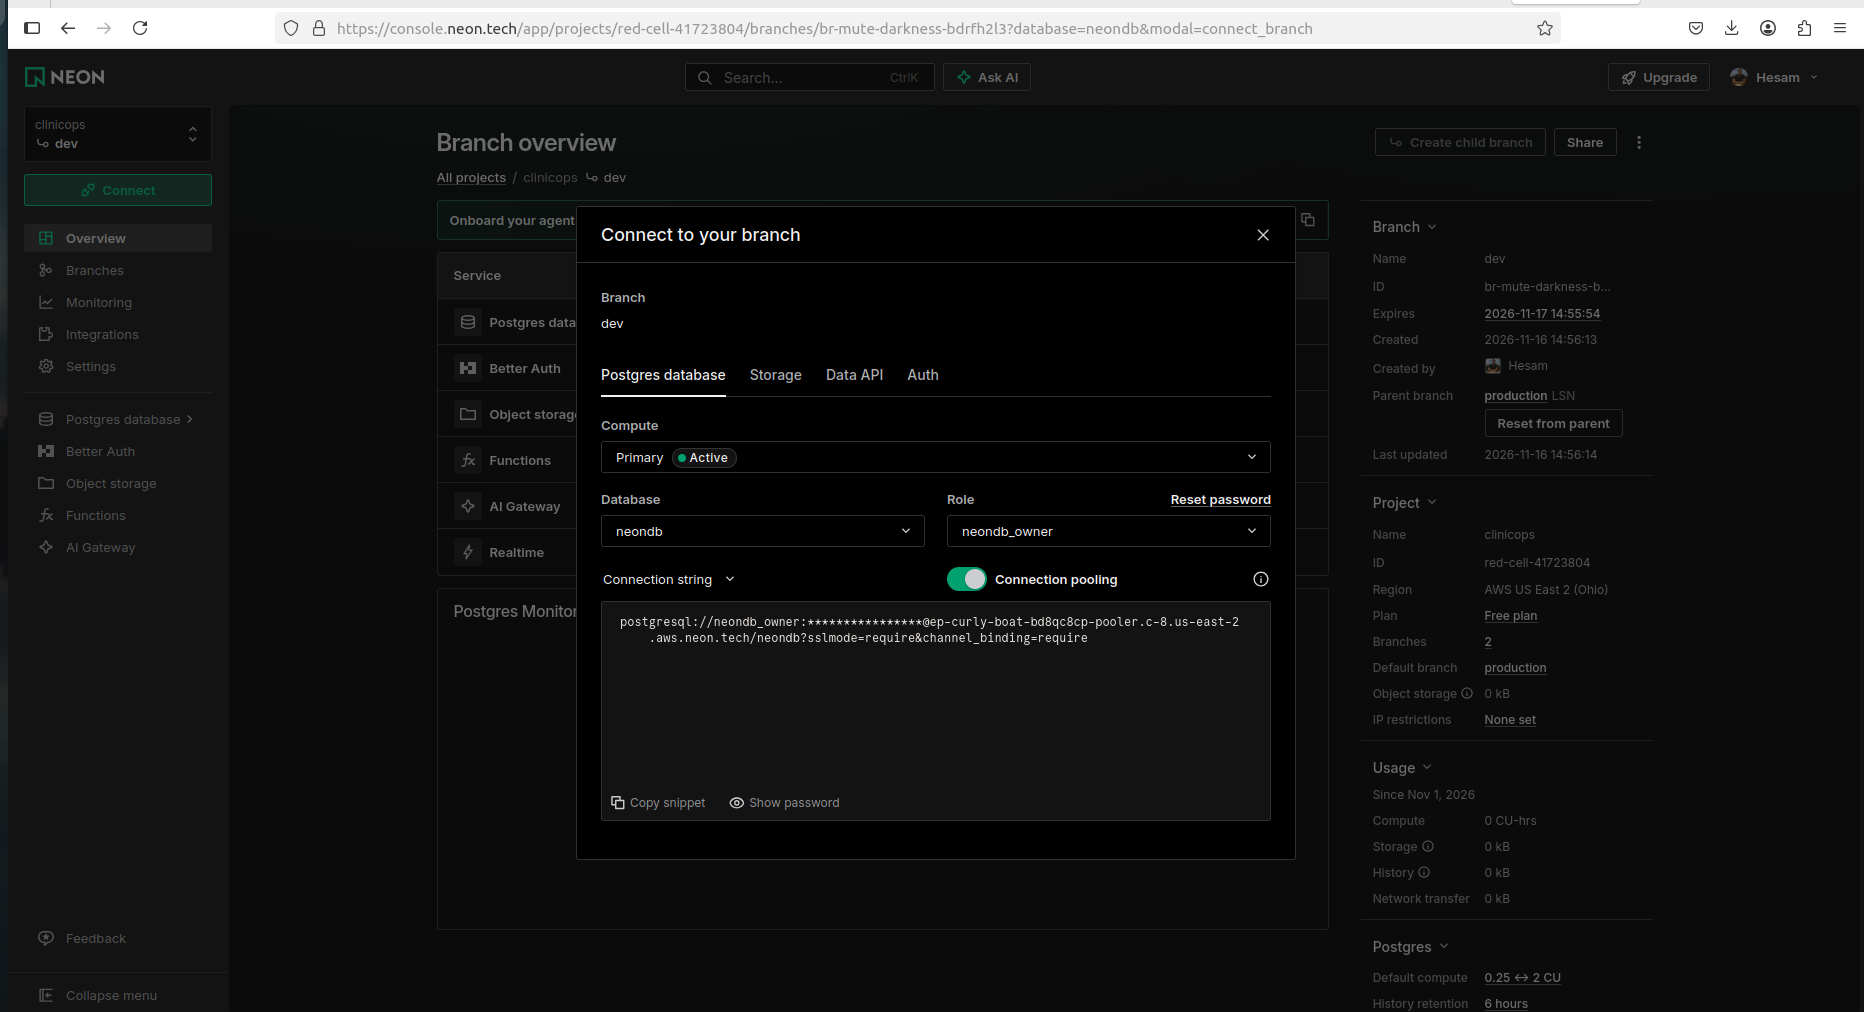 https://console.neon.tech/app/projects/red-cell-41723804/branches/br-mute-darkness-bdrfh2l3?database=neondb&modal=connect_branch
NEON
Search...
CtrlK
Ask AI
Upgrade
Hesam
clinicops
dev
Connect
Overview
Branches
Monitoring
Integrations
Settings
Postgres database
Better Auth
Object storage
Functions
AI Gateway
Feedback
Collapse menu
Branch overview
All projects / clinicops dev
Create child branch
Share
Onboard your agent
Service
Postgres data
Better Auth
Object storage
Functions
AI Gateway
Realtime
Postgres Monitor
Connect to your branch
Branch
dev
Postgres database
Storage
Data API
Auth
Compute
Primary Active
Database
Role
Reset password
neondb
neondb_owner
Connection string
Connection pooling
postgresql://neondb_owner:****************@ep-curly-boat-bd8qc8cp-pooler.c-8.us-east-2
.aws.neon.tech/neondb?sslmode=require&channel_binding=require
Copy snippet
Show password
Branch
Name dev
ID br-mute-darkness-b...
Expires 2026-11-17 14:55:54
Created 2026-11-16 14:56:13
Created by Hesam
Parent branch production LSN
Reset from parent
Last updated 2026-11-16 14:56:14
Project
Name clinicops
ID red-cell-41723804
Region AWS US East 2 (Ohio)
Plan Free plan
Branches 2
Default branch production
Object storage 0 kB
IP restrictions None set
Usage
Since Nov 1, 2026
Compute 0 CU-hrs
Storage 0 kB
History 0 kB
Network transfer 0 kB
Postgres
Default compute 0.25 <-> 2 CU
History retention 6 hours